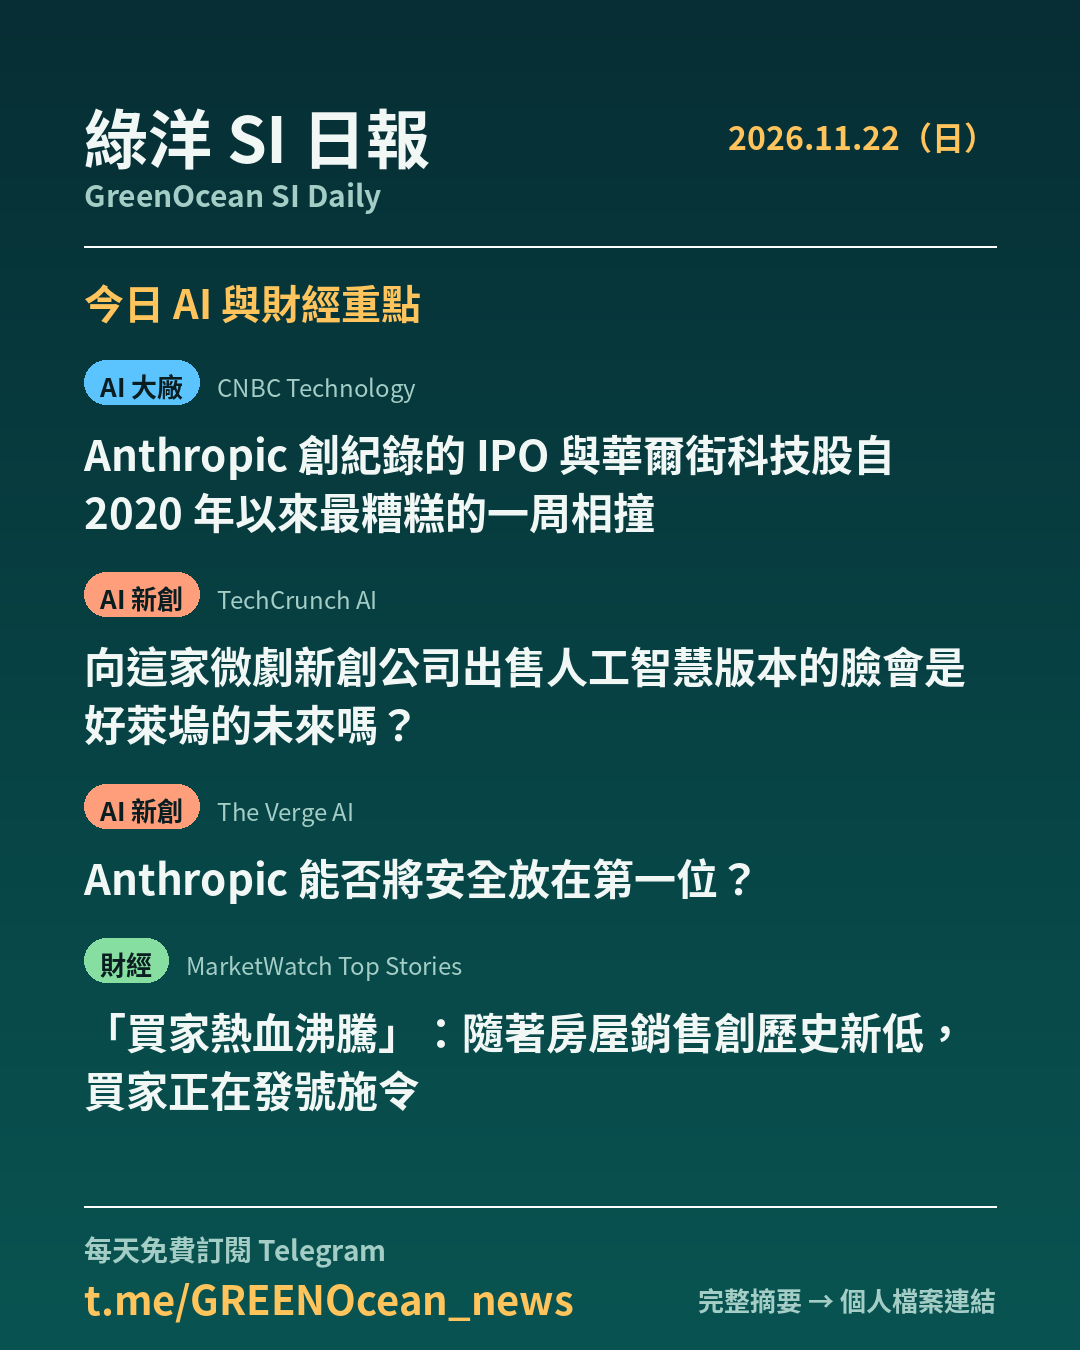 綠洋 SI 日報
2026.11.22（日）
GreenOcean SI Daily
今日 AI 與財經重點
AI 大廠 CNBC Technology
Anthropic 創紀錄的 IPO 與華爾街科技股自
2020 年以來最糟糕的一周相撞
AI 新創 TechCrunch AI
向這家微劇新創公司出售人工智慧版本的臉會是
好萊塢的未來嗎？
AI 新創 The Verge AI
Anthropic 能否將安全放在第一位？
財經 MarketWatch Top Stories
「買家熱血沸騰」：隨著房屋銷售創歷史新低，
買家正在發號施令
每天免費訂閱 Telegram
t.me/GREENOcean_news
完整摘要 → 個人檔案連結